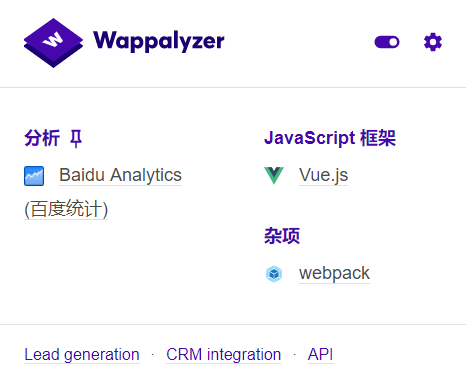 Wappalyzer
分析
Baidu Analytics
(百度统计)
JavaScript 框架
Vue.js
杂项
webpack
Lead generation · CRM integration · API